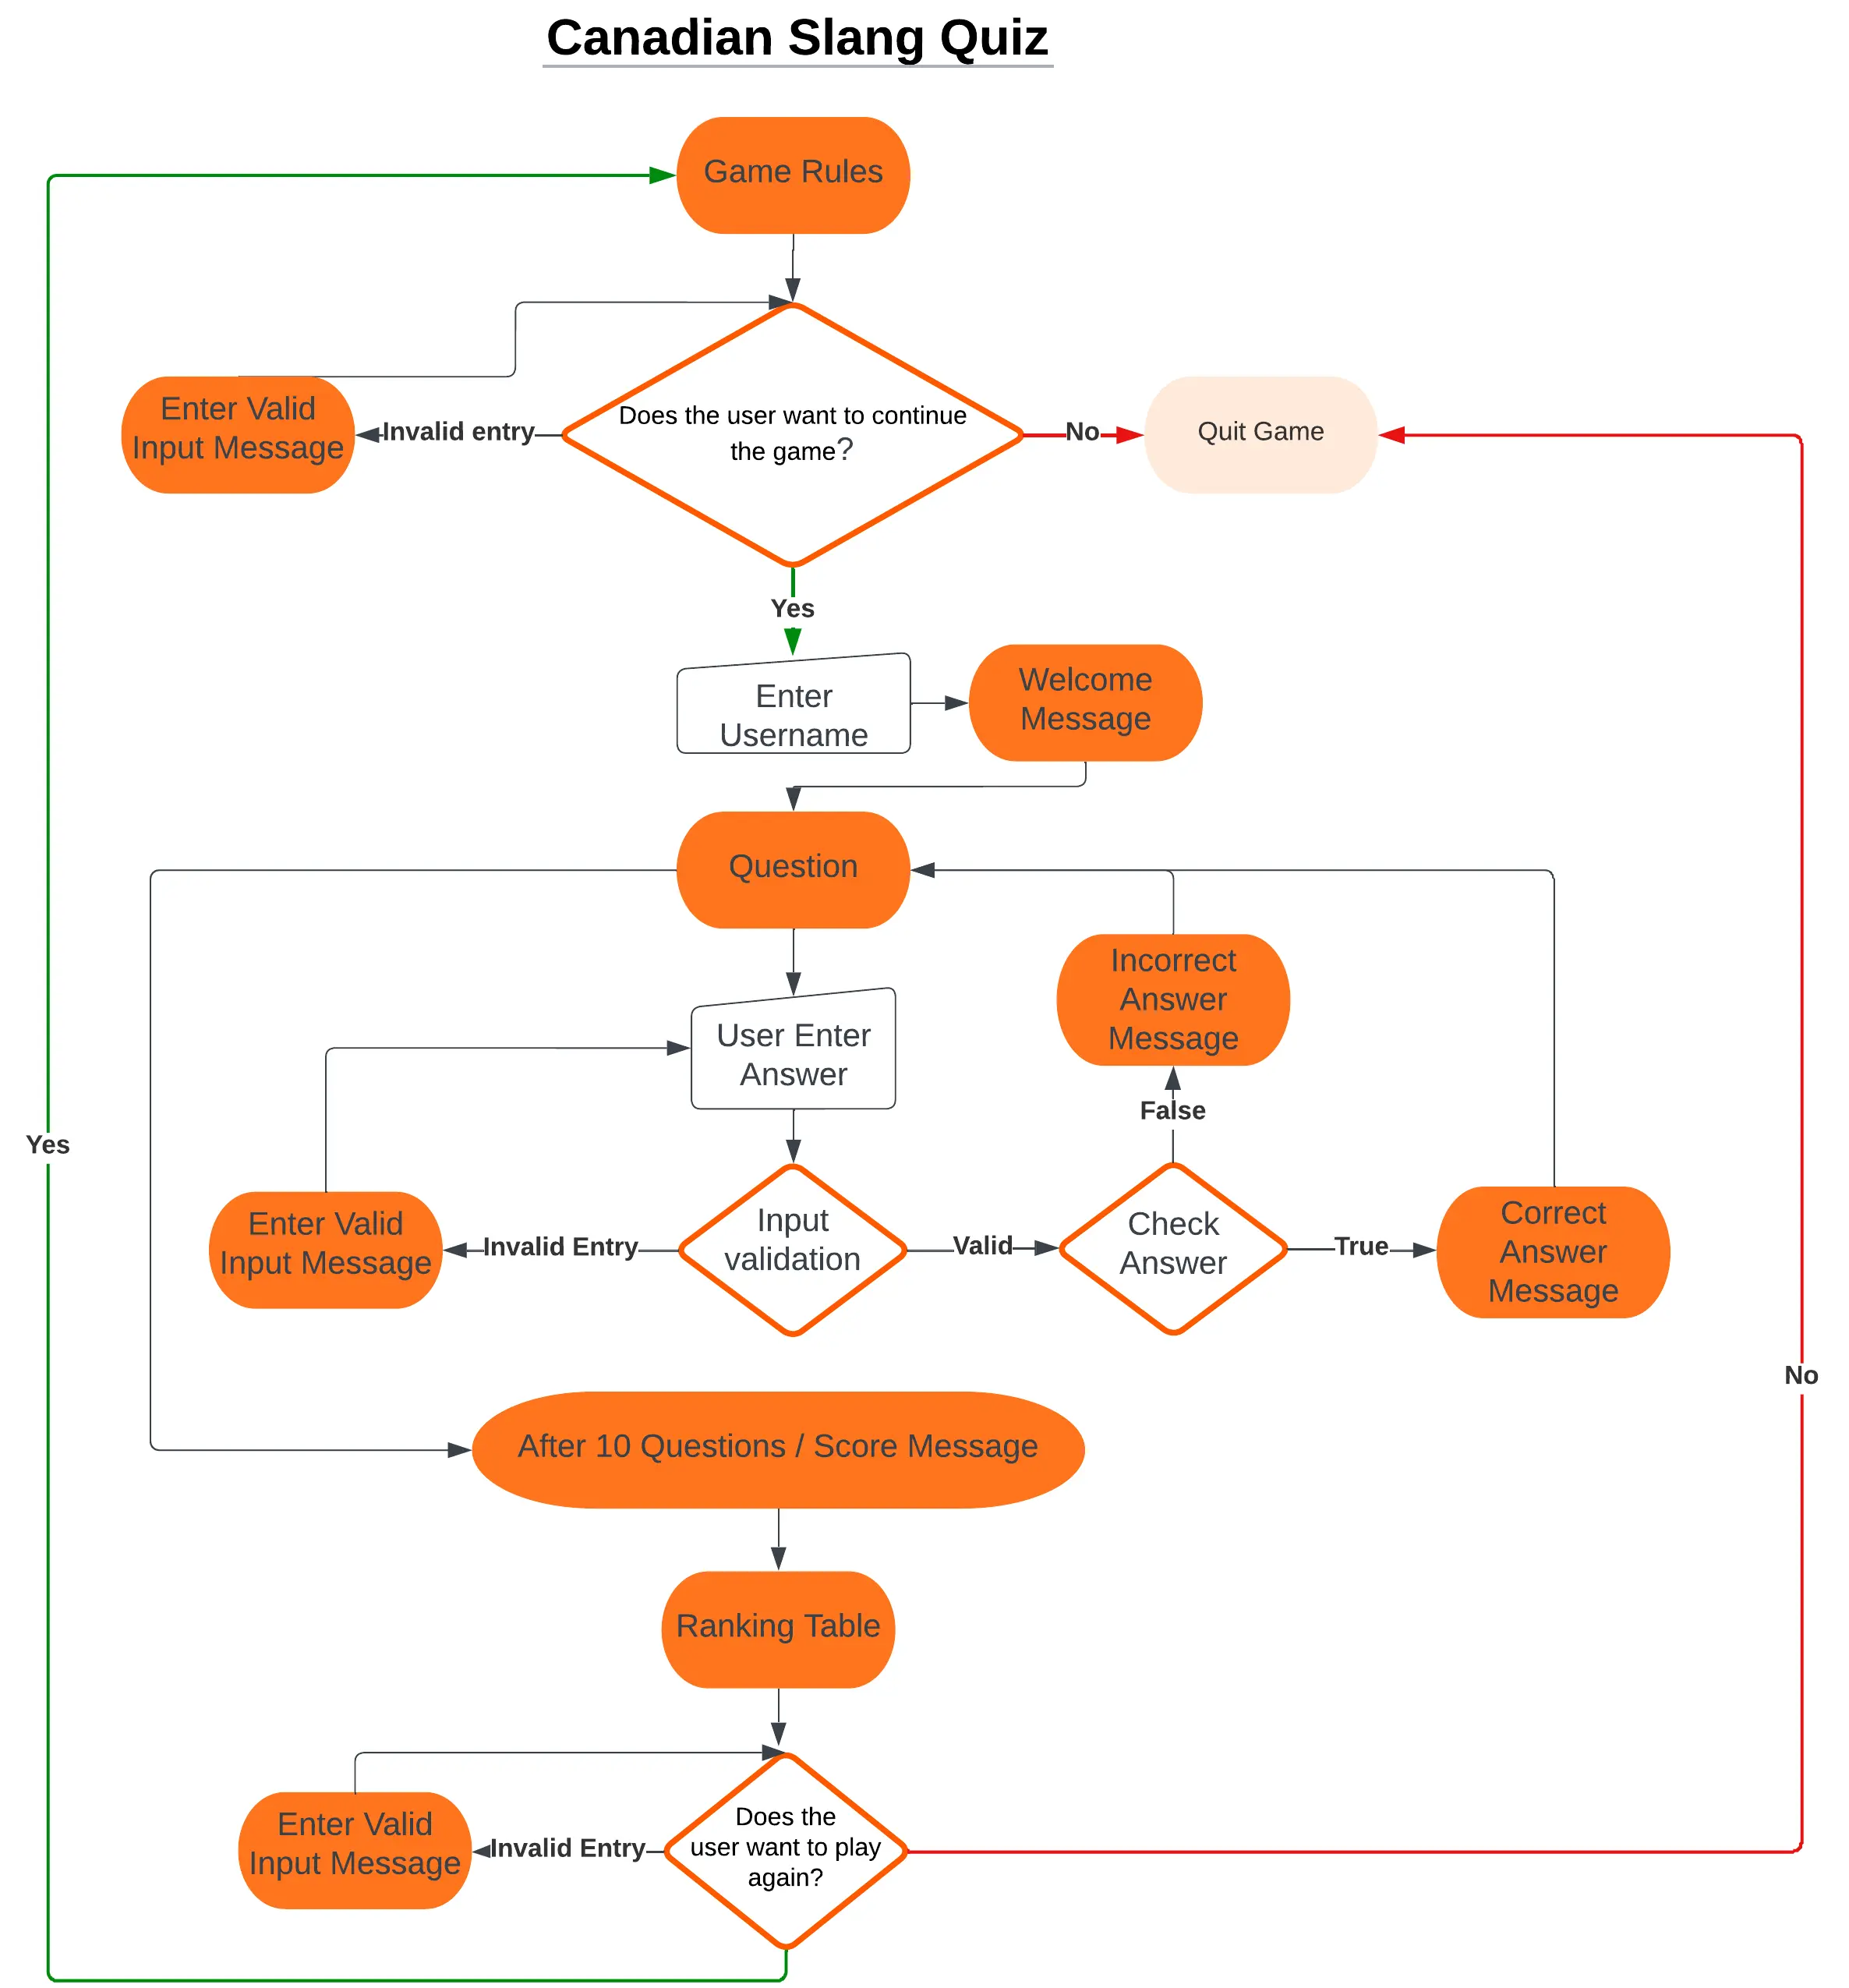 Canadian Slang Quiz
Game Rules
Does the user want to continue
the game?
Invalid entry
Enter Valid
Input Message
No
Quit Game
Yes
Enter
Username
Welcome
Message
Question
User Enter
Answer
Incorrect
Answer
Message
False
Yes
Enter Valid
Input Message
Invalid Entry
Input
validation
Valid
Check
Answer
True
Correct
Answer
Message
No
After 10 Questions / Score Message
Ranking Table
Enter Valid
Input Message
Invalid Entry
Does the
user want to play
again?